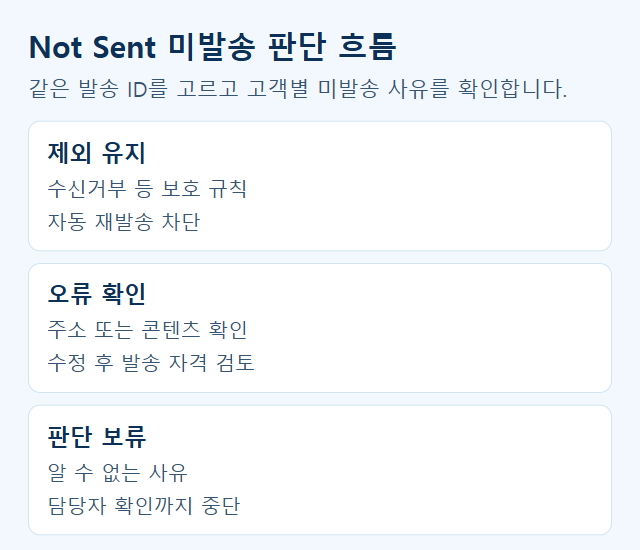 Not Sent 미발송 판단 흐름
같은 발송 ID를 고르고 고객별 미발송 사유를 확인합니다.
제외 유지
수신거부 등 보호 규칙
자동 재발송 차단
오류 확인
주소 또는 콘텐츠 확인
수정 후 발송 자격 검토
판단 보류
알 수 없는 사유
담당자 확인까지 중단